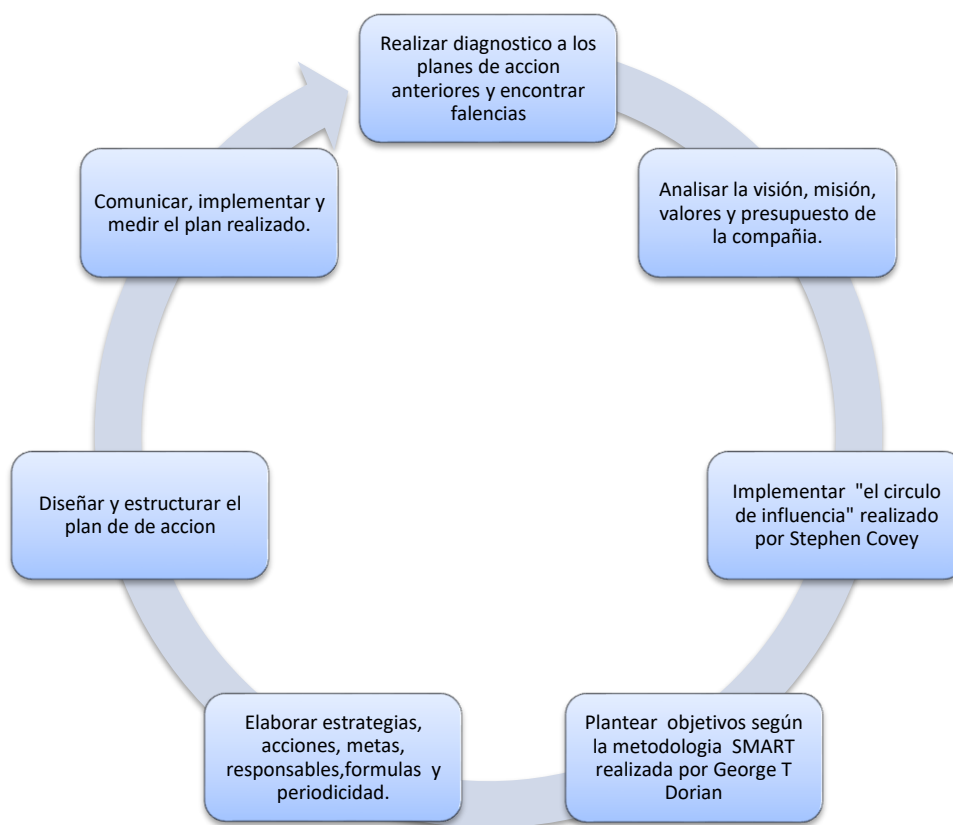 Realizar diagnostico a los
planes de accion
anteriores y encontrar
falencias
Analisar la visión, misión,
valores y presupuesto de
la compañia.
Implementar "el circulo
de influencia" realizado
por Stephen Covey
Plantear objetivos según
la metodologia SMART
realizada por George T
Dorian
Elaborar estrategias,
acciones, metas,
responsables,formulas y
periodicidad.
Diseñar y estructurar el
plan de de accion
Comunicar, implementar y
medir el plan realizado.